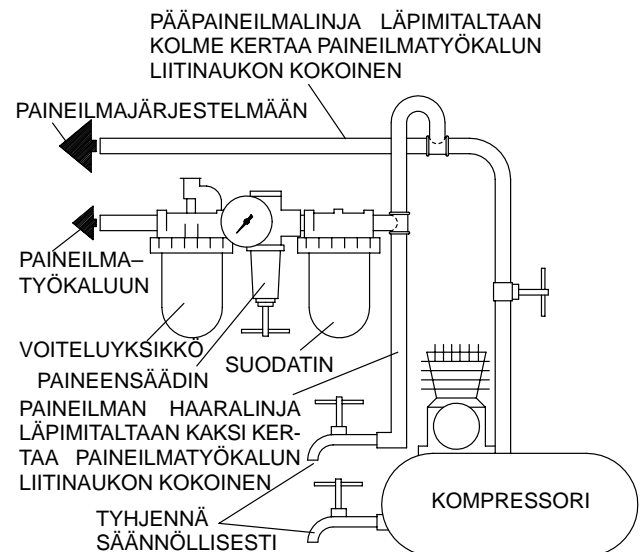 PÄÄPAINEILMALINJA LÄPIMITALTAAN
KOLME KERTAA PAINEILMATYÖKALUN
LIITINAUKON KOKOINEN
PAINEILMAJÄRJESTELMÄÄN
PAINEILMA–
TYÖKALUUN
VOITELUYKSIKKÖ
SUODATIN
PAINEENSÄÄDIN
PAINEILMAN HAARALINJA
LÄPIMITALTAAN KAKSI KER-
TAA PAINEILMATYÖKALUN
LIITINAUKON KOKOINEN
KOMPRESSORI
TYHJENNÄ
SÄÄNNÖLLISESTI